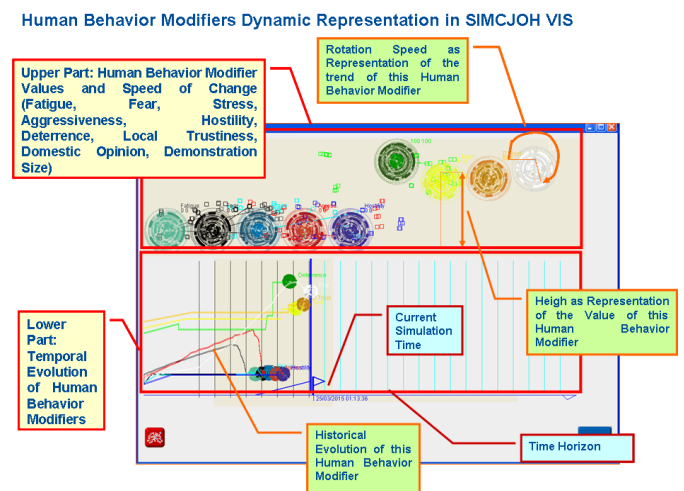 Human Behavior Modifiers Dynamic Representation in SIMCJOH VIS
Rotation Speed as
Representation of the
trend of this Human
Behavior Modifier
Upper Part: Human Behavior Modifier
Values and Speed of Change
(Fatigue, Fear, Stress,
Aggressiveness, Hostility,
Deterrence, Local Trustiness,
Domestic Opinion, Demonstration
Size)
100 100
Fatigue
Deterrence
Heigh as Representation
of the Value of this
Human Behavior
Modifier
Current
Simulation
Time
Lower
Part:
Temporal
Evolution
of Human
Behavior
Modifiers
25/03/2015 01:13:36
Historical
Evolution of this
Human Behavior
Modifier
Time Horizon